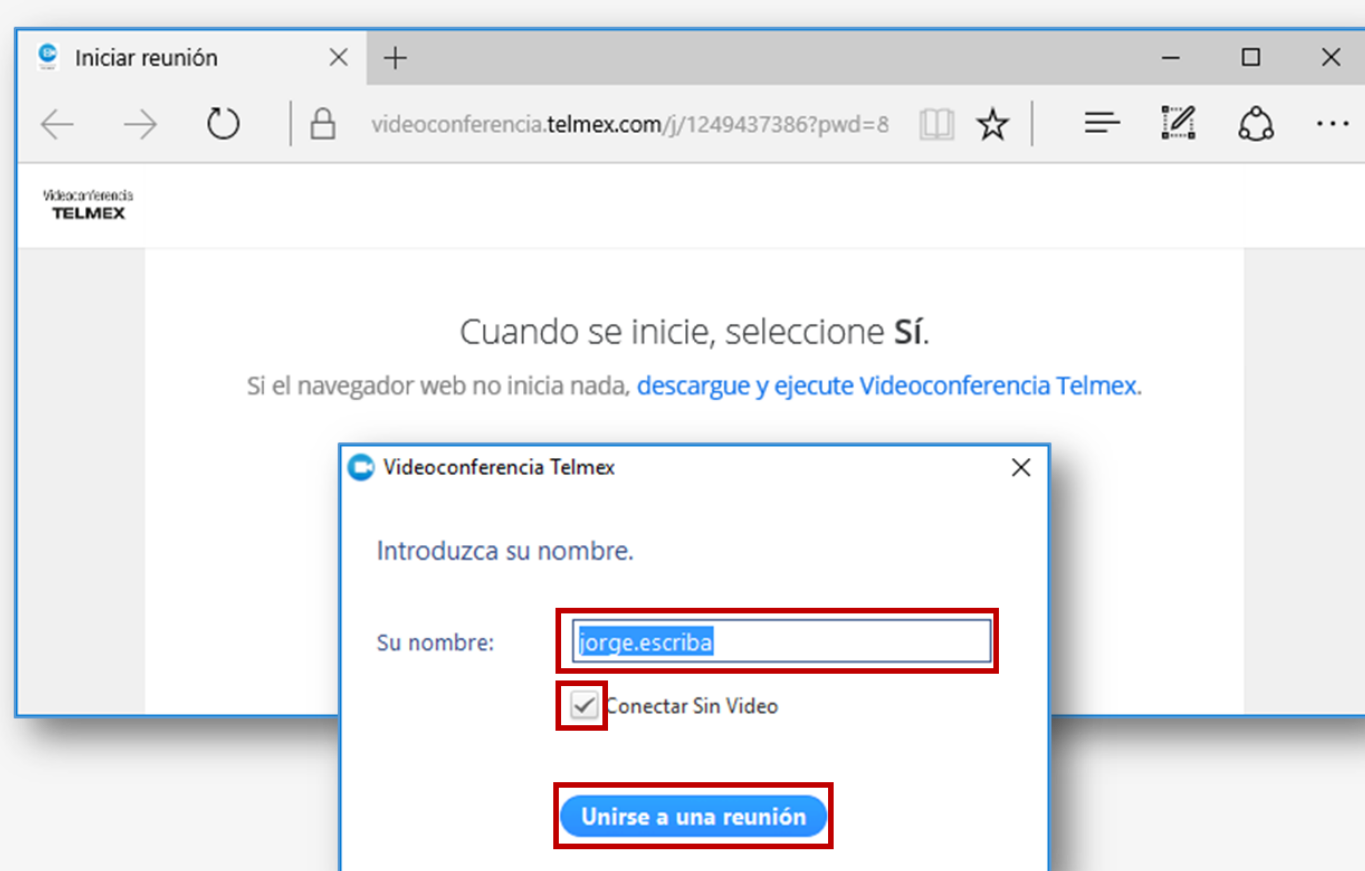 Iniciar reunión
videoconferencia.telmex.com/j/1249437386?pwd=8
Videoconferencia
TELMEX
Cuando se inicie, seleccione Sí.
Si el navegador web no inicia nada, descargue y ejecute Videoconferencia Telmex.
Videoconferencia Telmex
Introduzca su nombre.
Su nombre: jorge.escriba
Conectar Sin Video
Unirse a una reunión